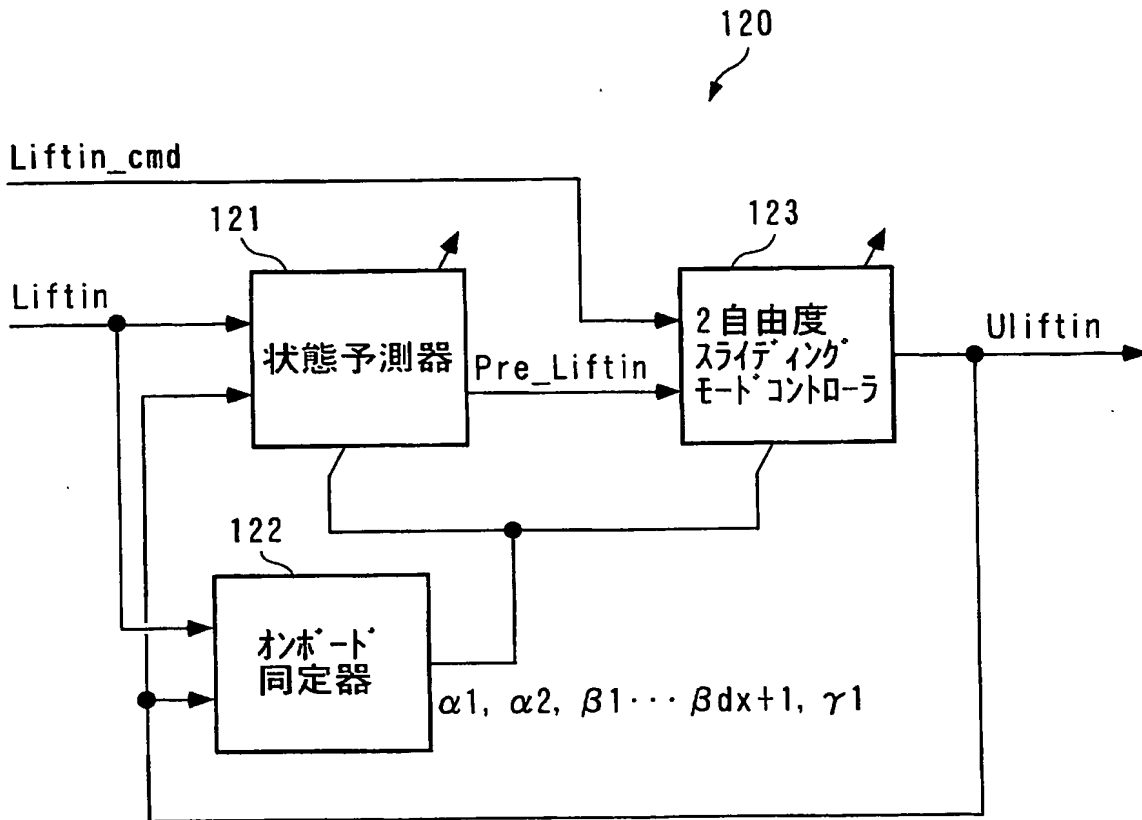 120
Liftin_cmd
121
123
Liftin
状態予測器
Pre_Liftin
2自由度
スライディング
モードコントローラ
Uliftin
122
オンボード
同定器
α1, α2, β1··· βdx+1, γ1